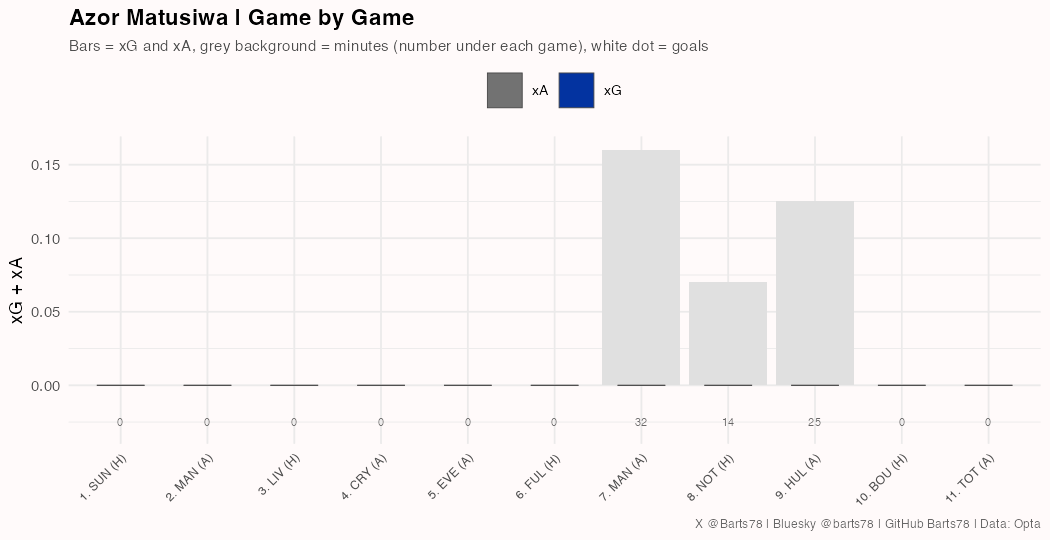 Azor Matusiwa I Game by Game
Bars = xG and xA, grey background = minutes (number under each game), white dot = goals
xA xG
xG + xA
0.15
0.10
0.05
0.00
0 0 0 0 0 0 32 14 25 0 0
1. SUN (H) 2. MAN (A) 3. LIV (H) 4. CRY (A) 5. EVE (A) 6. FUL (H) 7. MAN (A) 8. NOT (H) 9. HUL (A) 10. BOU (H) 11. TOT (A)
X @Barts78 I Bluesky @barts78 I GitHub Barts78 I Data: Opta